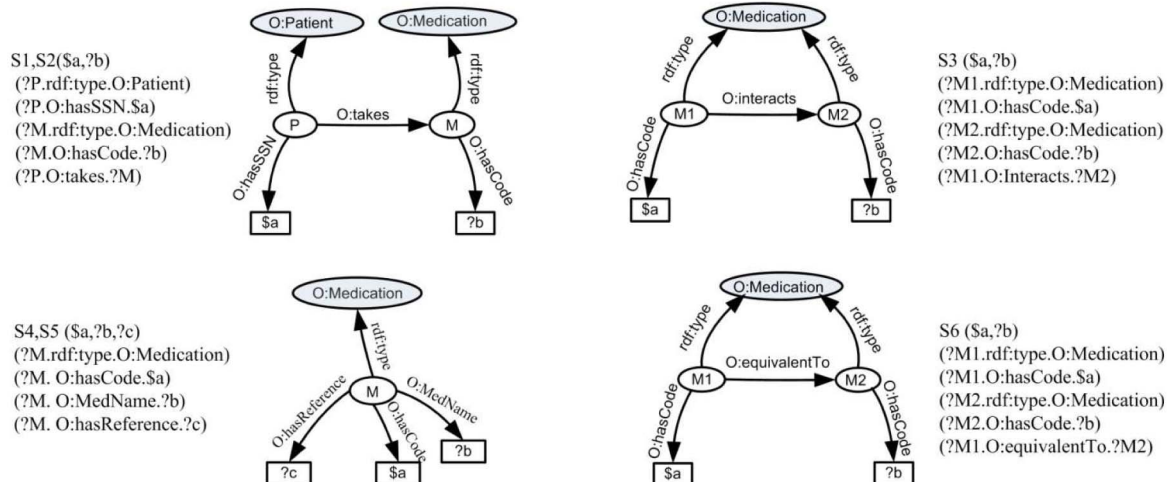 S1,S2($a,?b)
(?P.rdf:type.O:Patient)
(?P.O:hasSSN.$a)
(?M.rdf:type.O:Medication)
(?M.O:hasCode.?b)
(?P.O:takes.?M)
O:Patient
O:Medication
rdf:type
rdf:type
P
O:takes
M
O:hasSSN
O:hasCode
$a
?b
O:Medication
rdf:type
rdf:type
M1
O:interacts
M2
O:hasCode
O:hasCode
$a
?b
S3 ($a,?b)
(?M1.rdf:type.O:Medication)
(?M1.O:hasCode.$a)
(?M2.rdf:type.O:Medication)
(?M2.O:hasCode.?b)
(?M1.O:Interacts.?M2)
S4,S5 ($a,?b,?c)
(?M.rdf:type.O:Medication)
(?M. O:hasCode.$a)
(?M. O:MedName.?b)
(?M. O:hasReference.?c)
O:Medication
rdf:type
M
O:hasReference
O:hasCode
O:MedName
?c
$a
?b
O:Medication
rdf:type
rdf:type
M1
O:equivalentTo
M2
O:hasCode
O:hasCode
$a
?b
S6 ($a,?b)
(?M1.rdf:type.O:Medication)
(?M1.O:hasCode.$a)
(?M2.rdf:type.O:Medication)
(?M2.O:hasCode.?b)
(?M1.O:equivalentTo.?M2)